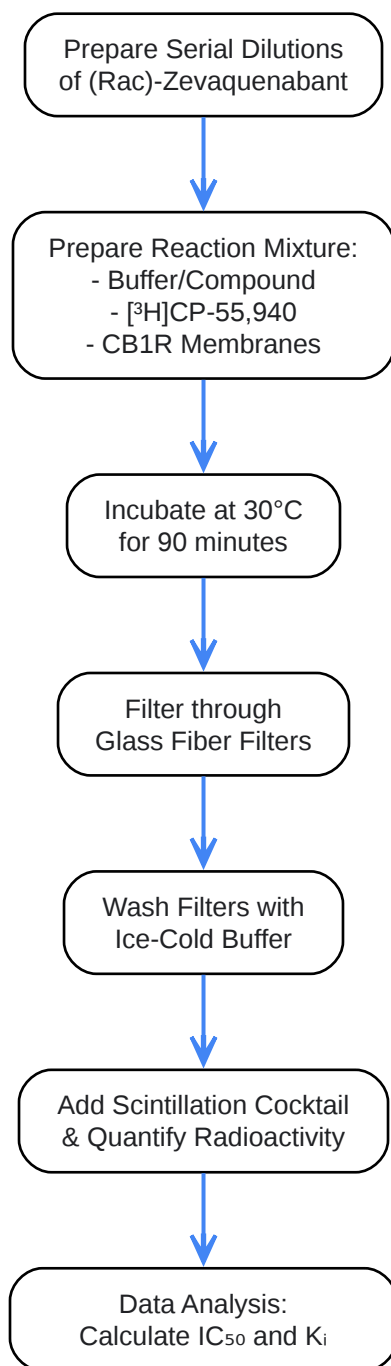 Prepare Serial Dilutions
of (Rac)-Zevaquenabant
Prepare Reaction Mixture:
- Buffer/Compound
- [³H]CP-55,940
- CB1R Membranes
Incubate at 30°C
for 90 minutes
Filter through
Glass Fiber Filters
Wash Filters with
Ice-Cold Buffer
Add Scintillation Cocktail
& Quantify Radioactivity
Data Analysis:
Calculate IC₅₀ and Kᵢ